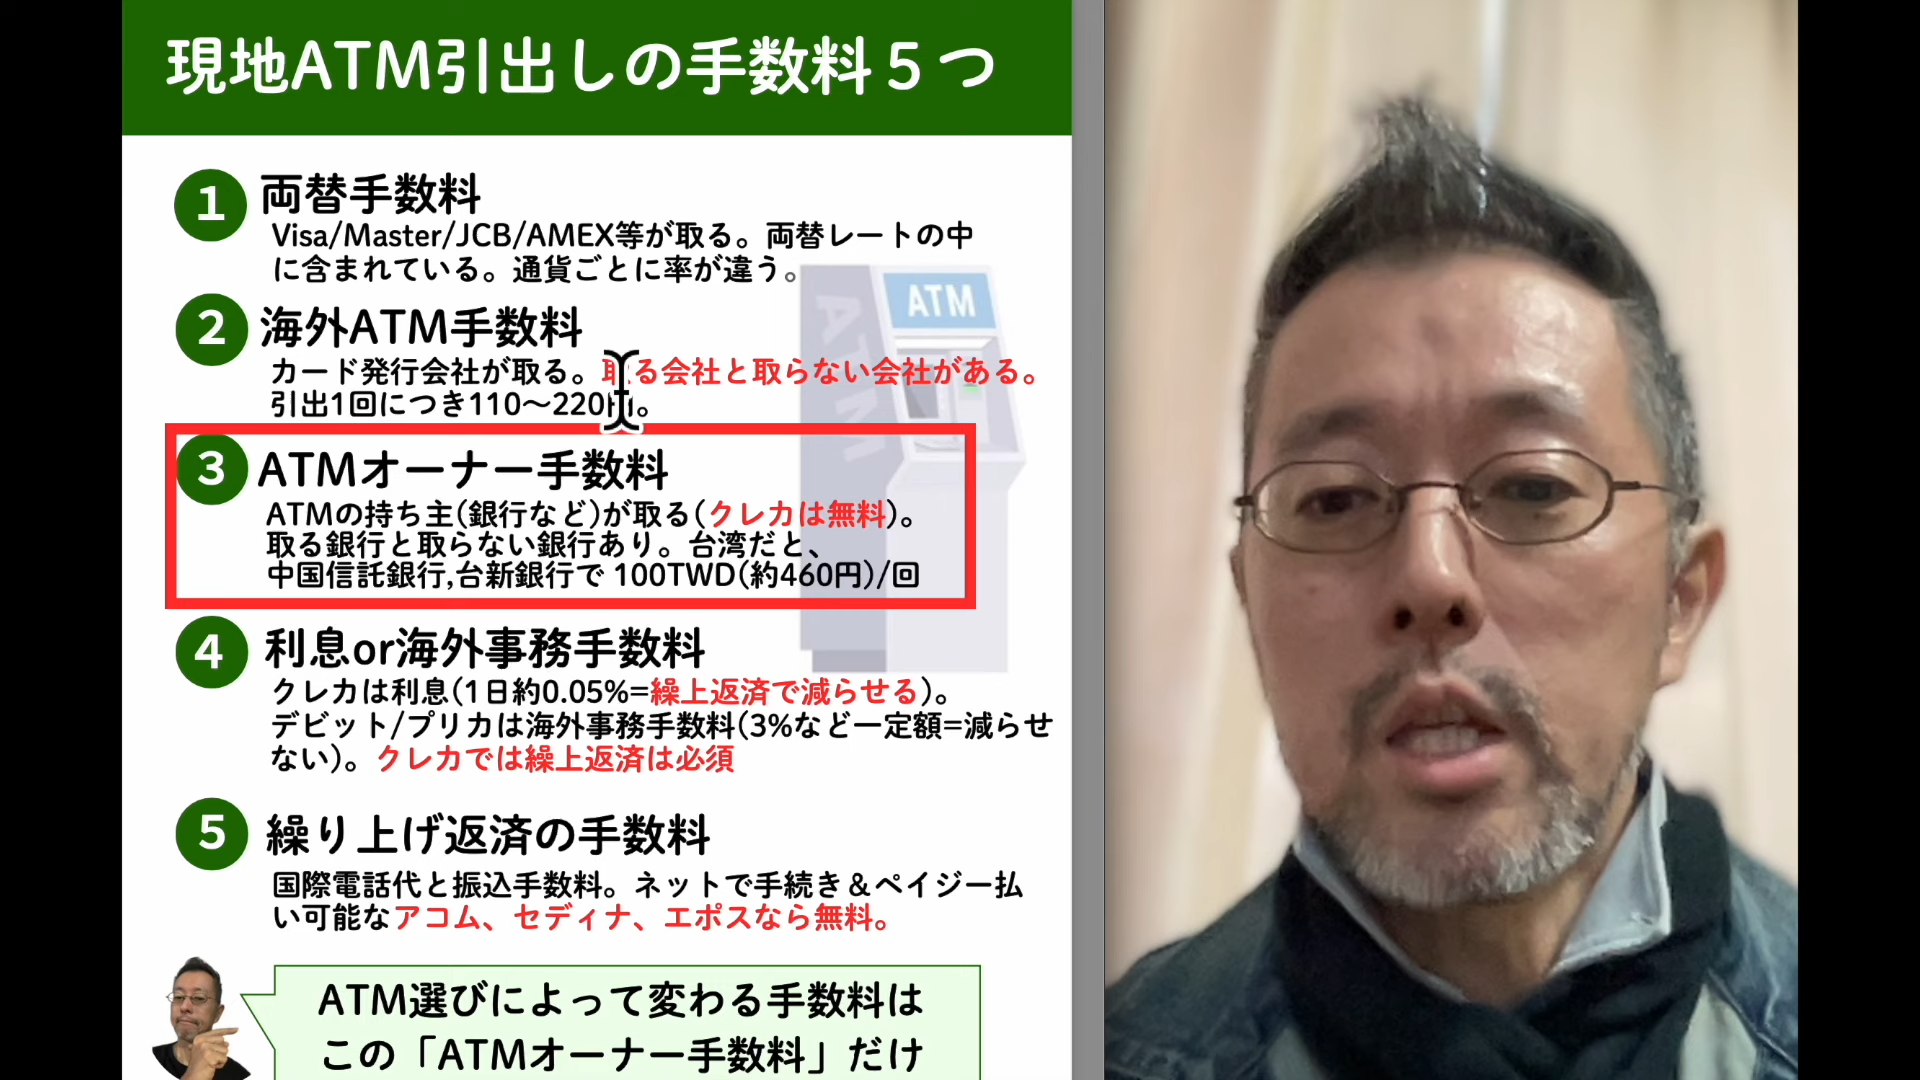 現地ATM引出しの手数料5つ
1 両替手数料
Visa/Master/JCB/AMEX等が取る。両替レートの中
に含まれている。通貨ごとに率が違う。
2 海外ATM手数料
カード発行会社が取る。取る会社と取らない会社がある。
引出1回につき110〜220円。
3 ATMオーナー手数料
ATMの持ち主(銀行など)が取る(クレカは無料)。
取る銀行と取らない銀行あり。台湾だと、
中国信託銀行,台新銀行で 100TWD(約460円)/回
4 利息or海外事務手数料
クレカは利息(1日約0.05%=繰上返済で減らせる)。
デビット/プリカは海外事務手数料(3%など一定額=減らせ
ない)。クレカでは繰上返済は必須
5 繰り上げ返済の手数料
国際電話代と振込手数料。ネットで手続き&ペイジー払
い可能なアコム、セディナ、エポスなら無料。
ATM選びによって変わる手数料は
この「ATMオーナー手数料」だけ
ATM
ATM